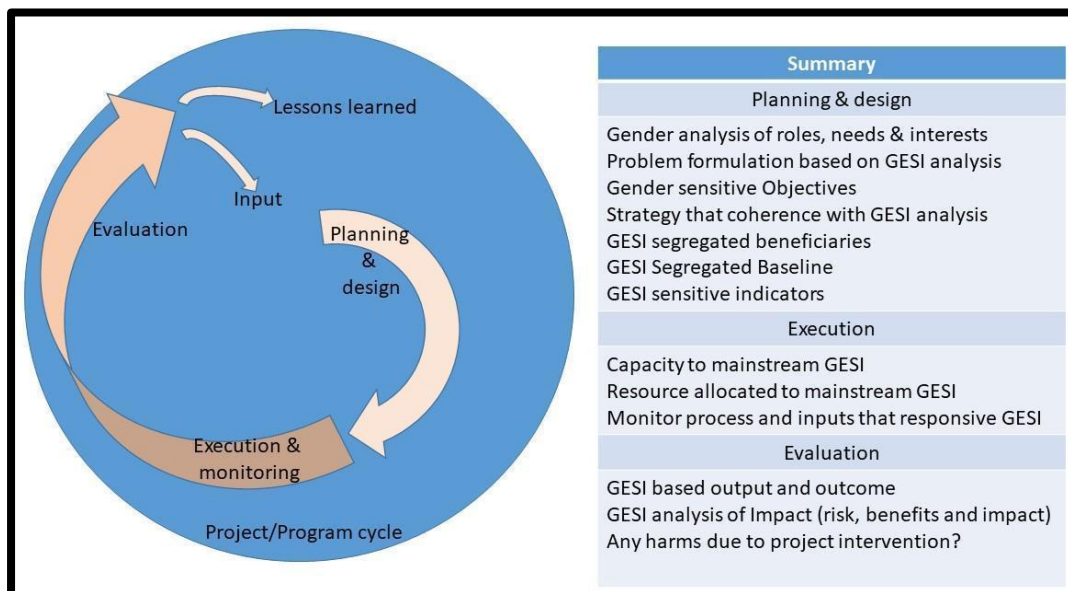 Lessons learned
Input
Evaluation
Planning
&
design
Execution &
monitoring
Project/Program cycle
Summary
Planning & design
Gender analysis of roles, needs & interests
Problem formulation based on GESI analysis
Gender sensitive Objectives
Strategy that coherence with GESI analysis
GESI segregated beneficiaries
GESI Segregated Baseline
GESI sensitive indicators
Execution
Capacity to mainstream GESI
Resource allocated to mainstream GESI
Monitor process and inputs that responsive GESI
Evaluation
GESI based output and outcome
GESI analysis of Impact (risk, benefits and impact)
Any harms due to project intervention?